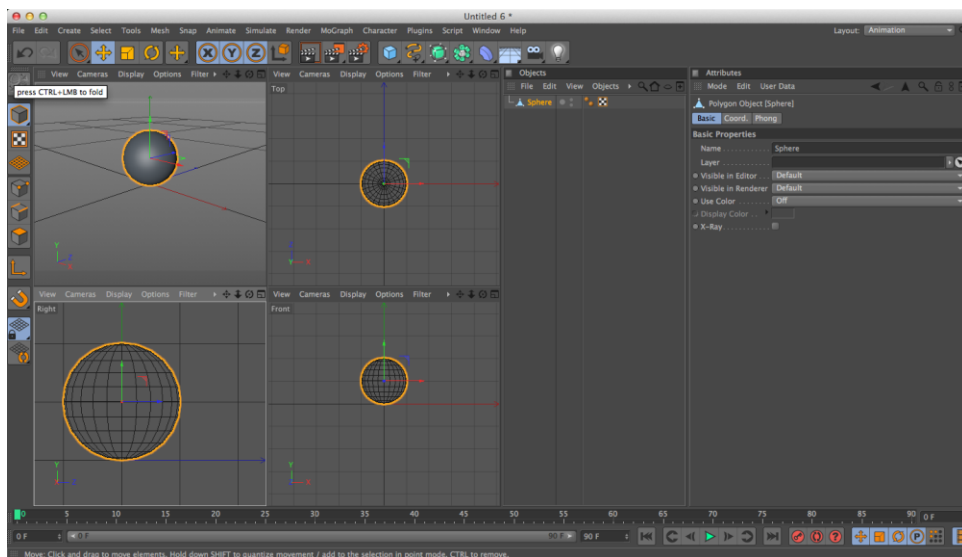 Untitled 6 *
File Edit Create Select Tools Mesh Snap Animate Simulate Render MoGraph Character Plugins Script Window Help Layout: Animation
X Y Z
View Cameras Display Options Filter
press CTRL+LMB to fold
Y
Z
View Cameras Display Options Filter
Top
Z
Y X
View Cameras Display Options Filter
Right
Y
Z
View Cameras Display Options Filter
Front
Y
Objects
File Edit View Objects
Sphere
Attributes
Mode Edit User Data
Polygon Object [Sphere]
Basic Coord. Phong
Basic Properties
Name Sphere
Layer
Visible in Editor Default
Visible in Renderer Default
Use Color Off
Display Color
X-Ray
0 5 10 15 20 25 30 35 40 45 50 55 60 65 70 75 80 85 90 0 F
0 F 0 F 90 F 90 F P
Move: Click and drag to move elements. Hold down SHIFT to quantize movement / add to the selection in point mode, CTRL to remove.